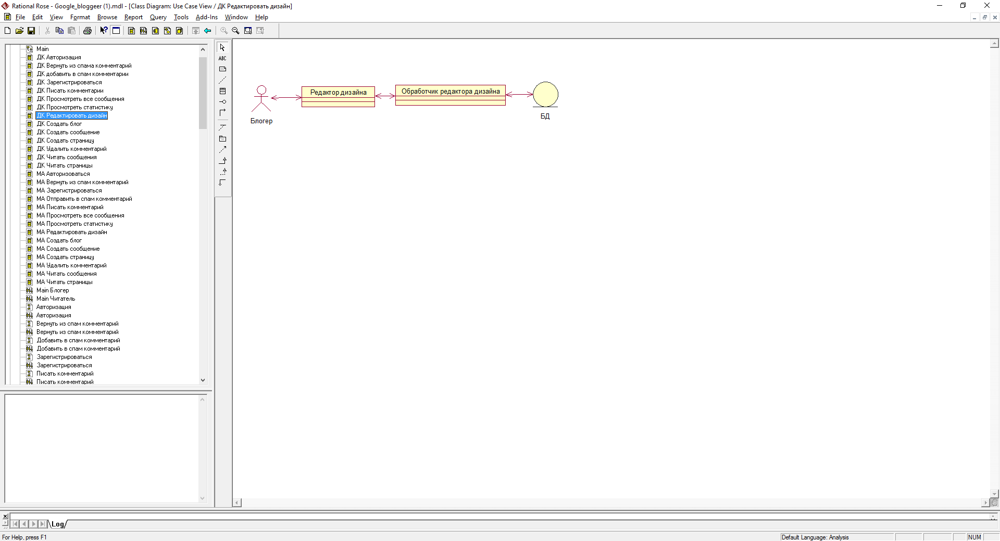 Rational Rose - Google_bloggeer (1).mdl - [Class Diagram: Use Case View / ДК Редактировать дизайн]
File Edit View Format Browse Report Query Tools Add-Ins Window Help
Main
ДК Авторизация
ДК Вернуть из спама комментарий
ДК добавить в спам комментарии
ДК Зарегистрироваться
ДК Писать комментарии
ДК Просмотреть все сообщения
ДК Просмотреть статистику
ДК Редактировать дизайн
ДК Создать блог
ДК Создать сообщение
ДК Создать страницу
ДК Удалить комментарий
ДК Читать сообщения
ДК Читать страницы
МА Авторизоваться
МА Вернуть из спам комментарий
МА Зарегистрироваться
МА Отправить в спам комментарий
МА Писать комментарий
МА Просмотреть все сообщения
МА Просмотреть статистику
МА Редактировать дизайн
МА Создать блог
МА Создать сообщение
МА Создать страницу
МА Удалить комментарий
МА Читать сообщения
МА Читать страницы
Main Блогер
Main Читатель
Авторизация
Авторизация
Вернуть из спам комментарий
Вернуть из спам комментарий
Добавить в спам комментарий
Добавить в спам комментарий
Зарегистрироваться
Зарегистрироваться
Писать комментарий
Писать комментарий
ABC
Блогер
Редактор дизайна
Обработчик редактора дизайна
БД
Log
For Help, press F1
Default Language: Analysis
NUM